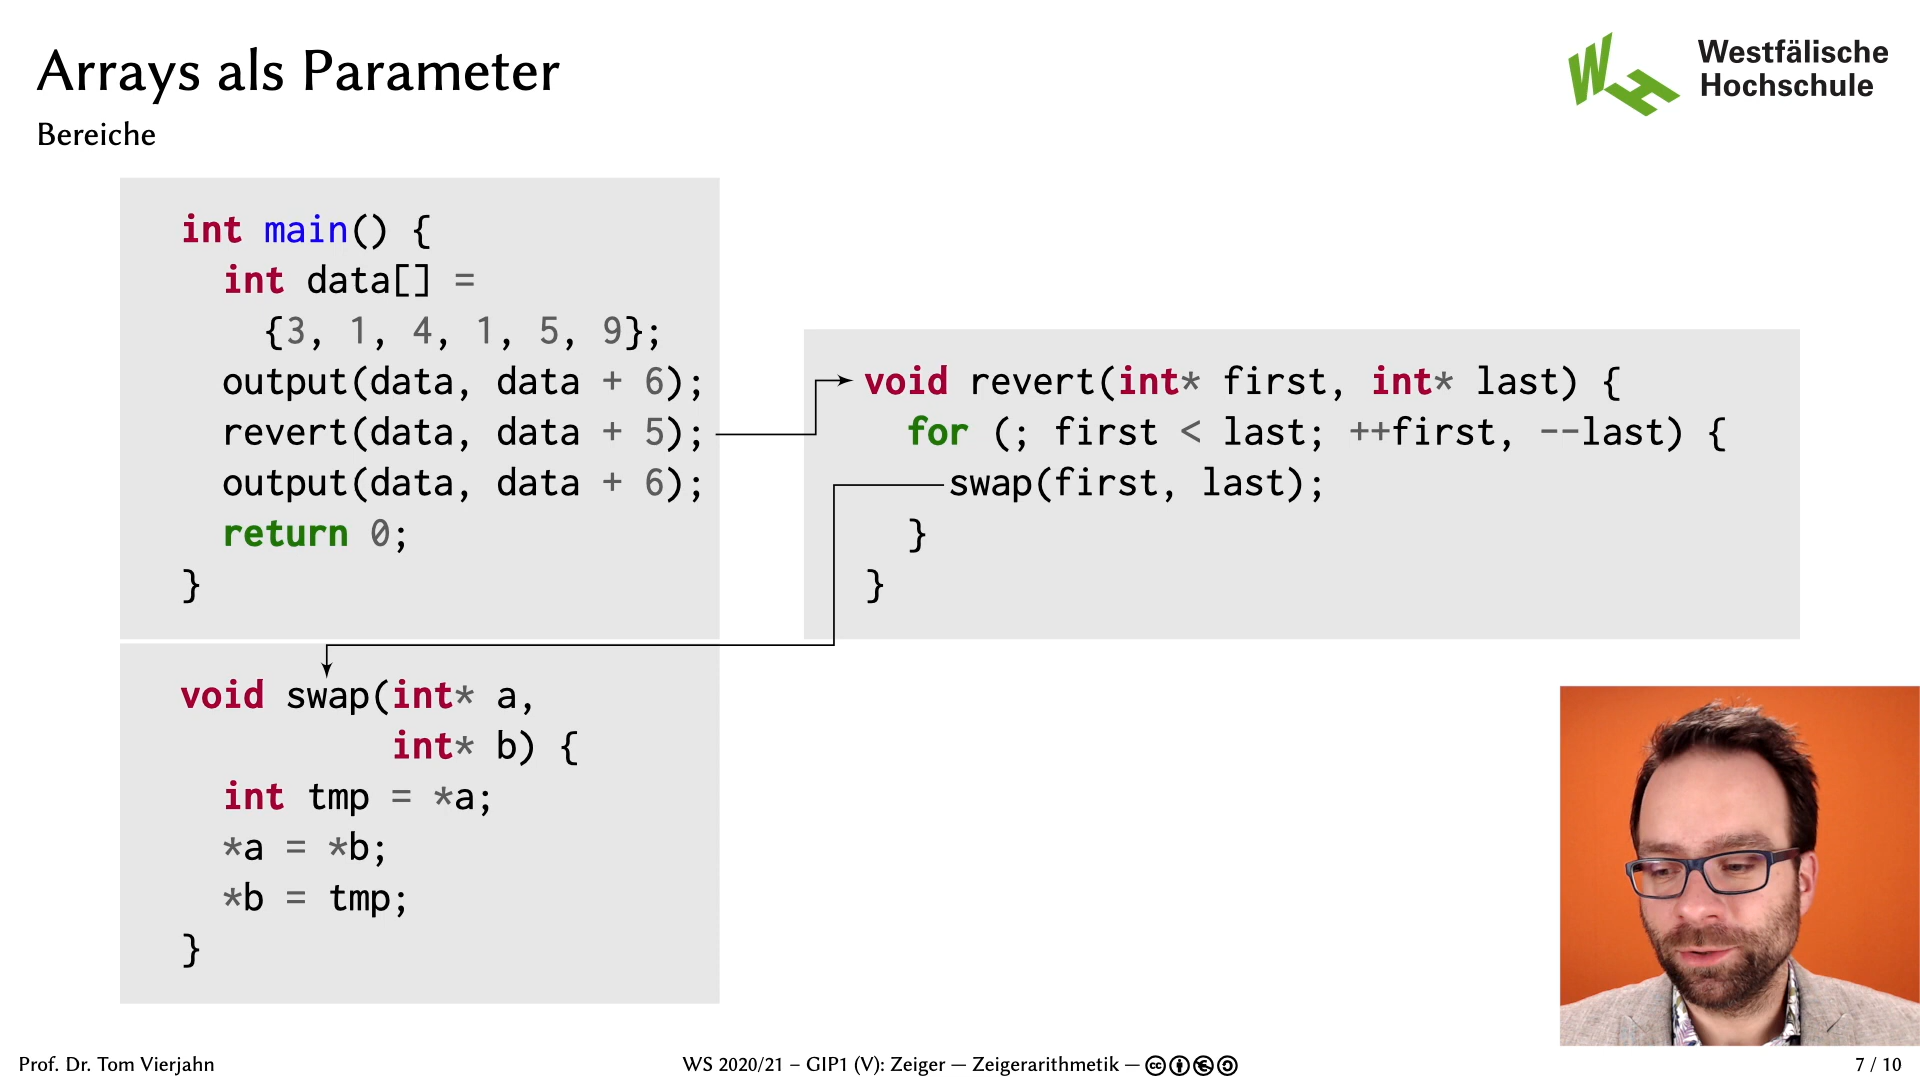 Arrays als Parameter
Bereiche
Westfälische
Hochschule
int main() {
  int data[] =
    {3, 1, 4, 1, 5, 9};
  output(data, data + 6);
  revert(data, data + 5);
  output(data, data + 6);
  return 0;
}
void revert(int* first, int* last) {
  for (; first < last; ++first, --last) {
    swap(first, last);
  }
}
void swap(int* a,
          int* b) {
  int tmp = *a;
  *a = *b;
  *b = tmp;
}
Prof. Dr. Tom Vierjahn
WS 2020/21 – GIP1 (V): Zeiger — Zeigerarithmetik —
7 / 10